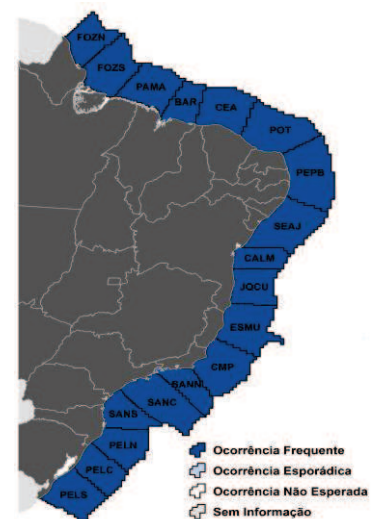 FOZN
FOZS
PAMA
BAR
CEA
POT
PEPB
SEAJ
CALM
JQCU
ESMU
CMP
SANN
SANC
SANS
PELN
PELC
PELS
Ocorrência Frequente
Ocorrência Esporádica
Ocorrência Não Esperada
Sem Informação